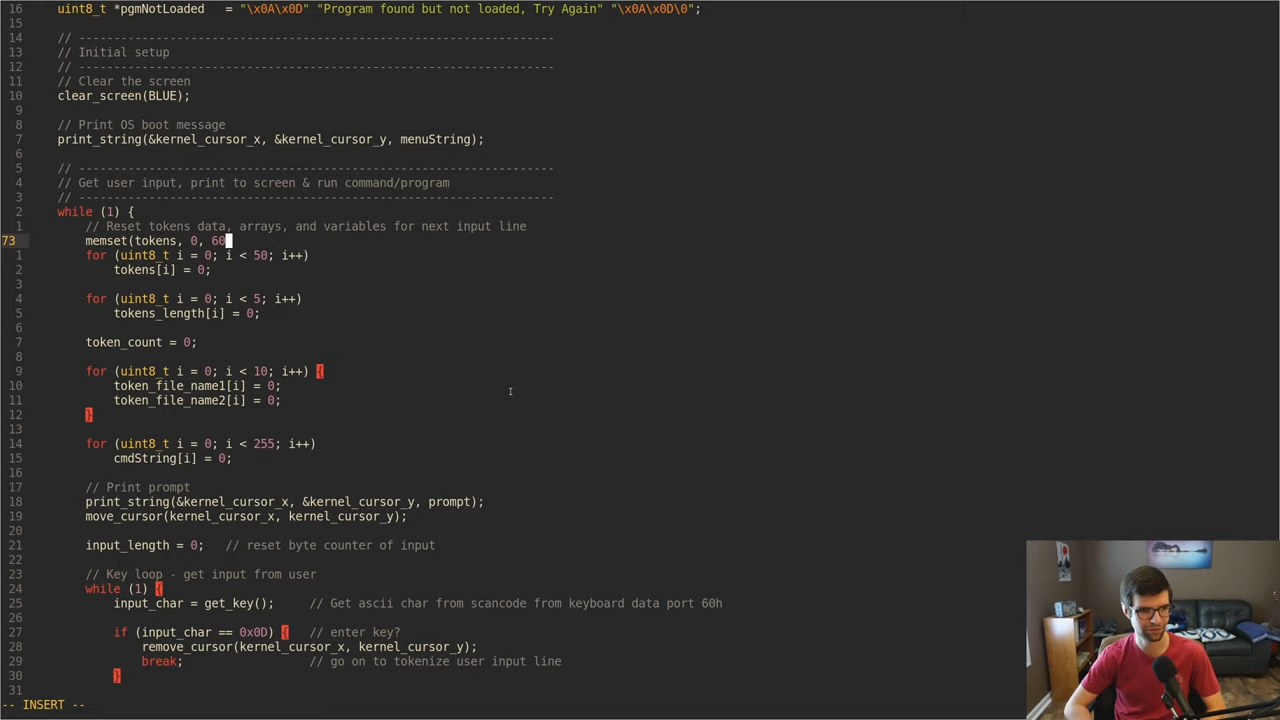 16 uint8_t *pgmNotLoaded   = "\x0A\x0D" "Program found but not loaded, Try Again" "\x0A\x0D\0";
15
14 // --------------------------------------------------------------------
13 // Initial setup
12 // --------------------------------------------------------------------
11 // Clear the screen
10 clear_screen(BLUE);
9
8 // Print OS boot message
7 print_string(&kernel_cursor_x, &kernel_cursor_y, menuString);
6
5 // --------------------------------------------------------------------
4 // Get user input, print to screen & run command/program
3 // --------------------------------------------------------------------
2 while (1) {
1 // Reset tokens data, arrays, and variables for next input line
73 memset(tokens, 0, 60
1 for (uint8_t i = 0; i < 50; i++)
2 tokens[i] = 0;
3
4 for (uint8_t i = 0; i < 5; i++)
5 tokens_length[i] = 0;
6
7 token_count = 0;
8
9 for (uint8_t i = 0; i < 10; i++) {
10 token_file_name1[i] = 0;
11 token_file_name2[i] = 0;
12 }
13
14 for (uint8_t i = 0; i < 255; i++)
15 cmdString[i] = 0;
16
17 // Print prompt
18 print_string(&kernel_cursor_x, &kernel_cursor_y, prompt);
19 move_cursor(kernel_cursor_x, kernel_cursor_y);
20
21 input_length = 0;   // reset byte counter of input
22
23 // Key loop - get input from user
24 while (1) {
25 input_char = get_key();     // Get ascii char from scancode from keyboard data port 60h
26
27 if (input_char == 0x0D) {   // enter key?
28 remove_cursor(kernel_cursor_x, kernel_cursor_y);
29 break;                  // go on to tokenize user input line
30 }
31
-- INSERT --